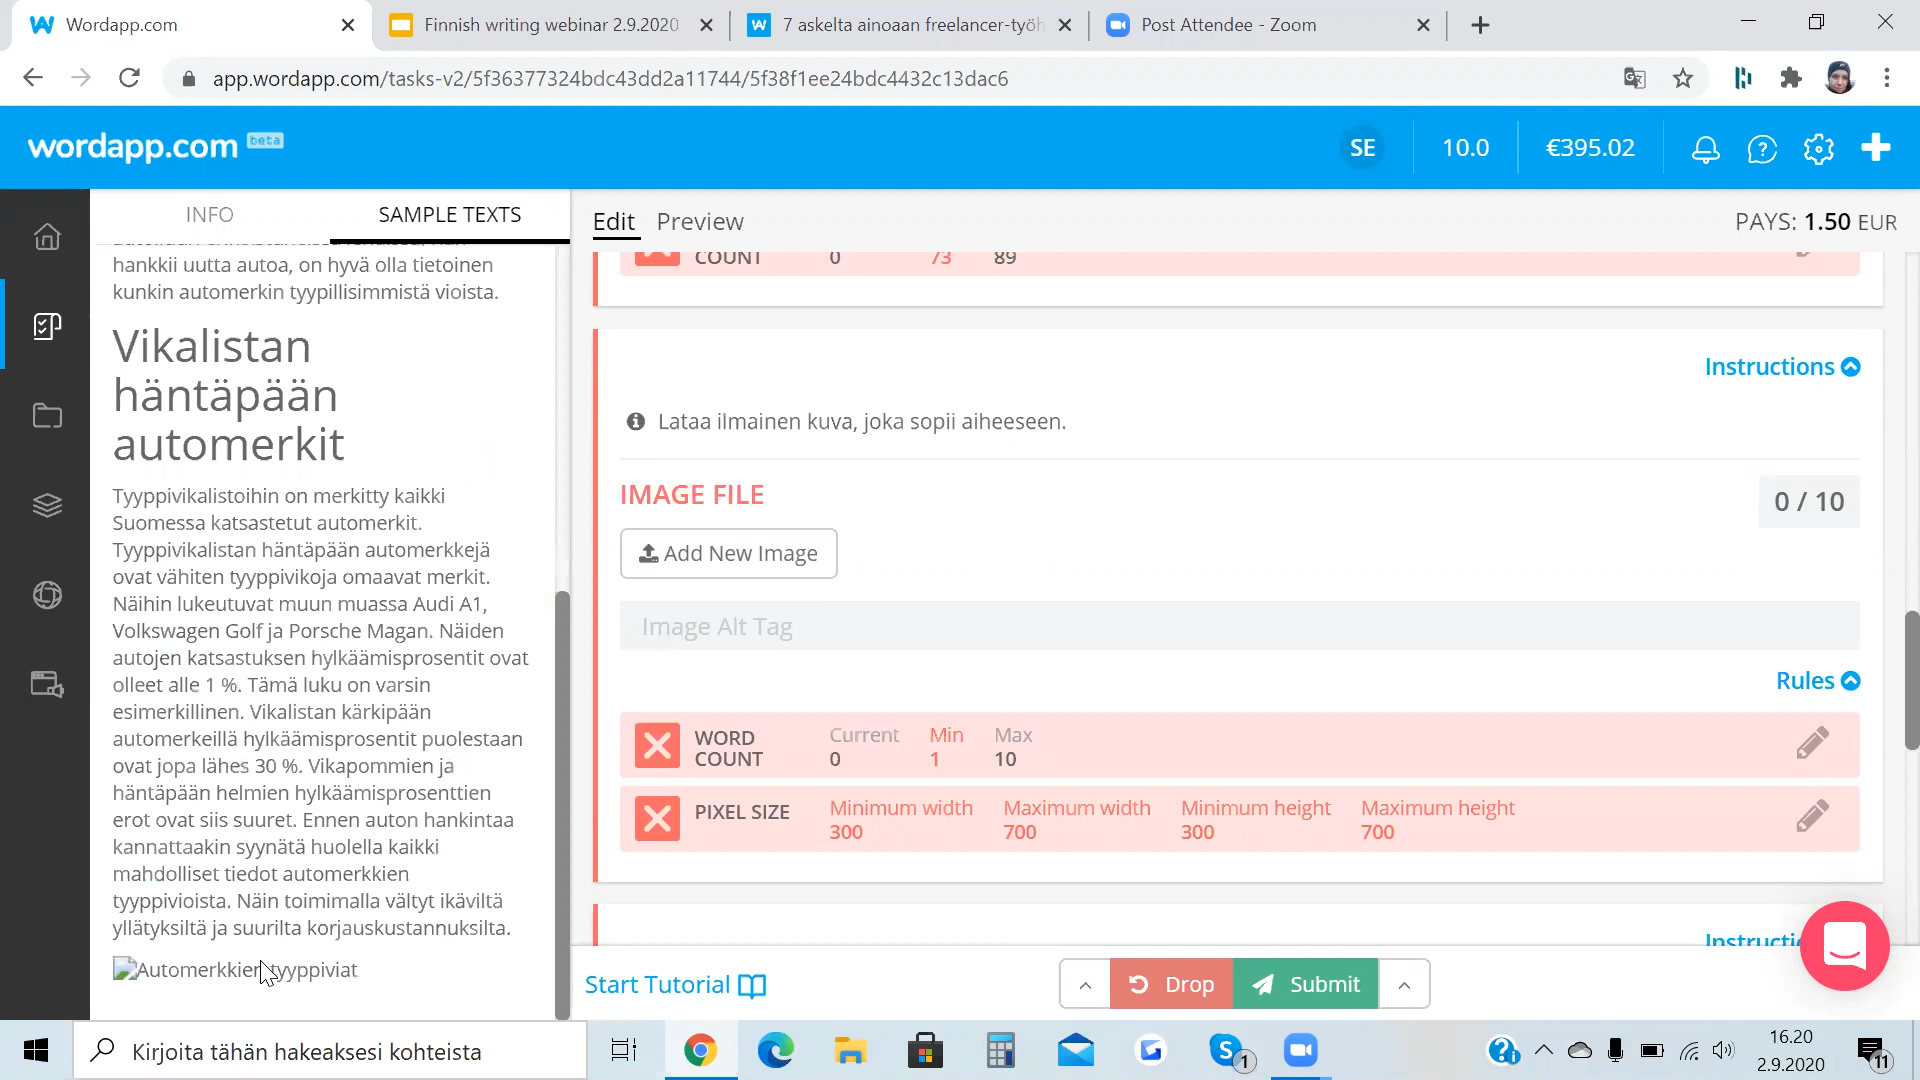 Wordapp.com
Finnish writing webinar 2.9.2020
7 askelta ainoaan freelancer-työh
Post Attendee - Zoom
app.wordapp.com/tasks-v2/5f36377324bdc43dd2a11744/5f38f1ee24bdc4432c13dac6
wordapp.com beta
SE
10.0
€395.02
INFO
SAMPLE TEXTS
hankkii uutta autoa, on hyvä olla tietoinen
kunkin automerkin tyypillisimmistä vioista.
Vikalistan
häntäpään
automerkit
Tyyppivikalistoihin on merkitty kaikki
Suomessa katsastetut automerkit.
Tyyppivikalistan häntäpään automerkkejä
ovat vähiten tyyppivikoja omaavat merkit.
Näihin lukeutuvat muun muassa Audi A1,
Volkswagen Golf ja Porsche Magan. Näiden
autojen katsastuksen hylkäämisprosentit ovat
olleet alle 1 %. Tämä luku on varsin
esimerkillinen. Vikalistan kärkipään
automerkeillä hylkäämisprosentit puolestaan
ovat jopa lähes 30 %. Vikapommien ja
häntäpään helmien hylkäämisprosenttien
erot ovat siis suuret. Ennen auton hankintaa
kannattaakin syynätä huolella kaikki
mahdolliset tiedot automerkkien
tyyppivioista. Näin toimimalla vältyt ikäviltä
yllätyksiltä ja suurilta korjauskustannuksilta.
Automerkkien tyyppiviat
Edit
Preview
PAYS: 1.50 EUR
COUNT 0 73 89
Instructions
Lataa ilmainen kuva, joka sopii aiheeseen.
IMAGE FILE
0 / 10
Add New Image
Image Alt Tag
Rules
WORD COUNT
Current Min Max
0 1 10
PIXEL SIZE
Minimum width Maximum width Minimum height Maximum height
300 700 300 700
Start Tutorial
Drop
Submit
Kirjoita tähän hakeaksesi kohteista
S
1
16.20
2.9.2020
11